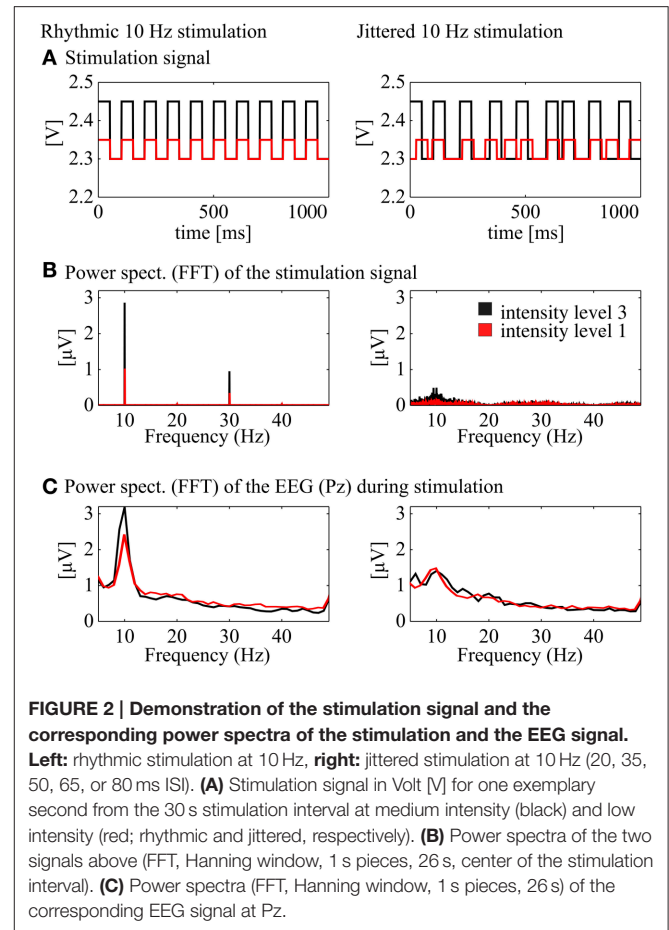 Rhythmic 10 Hz stimulation
Jittered 10 Hz stimulation
A Stimulation signal
2.5
2.4
2.3
2.2
[V]
0
500
1000
time [ms]
2.5
2.4
2.3
2.2
[V]
0
500
1000
time [ms]
B Power spect. (FFT) of the stimulation signal
3
2
1
0
[µV]
10
20
30
40
Frequency (Hz)
3
2
1
0
[µV]
10
20
30
40
Frequency (Hz)
intensity level 3
intensity level 1
C Power spect. (FFT) of the EEG (Pz) during stimulation
3
2
1
0
[µV]
10
20
30
40
Frequency (Hz)
3
2
1
0
[µV]
10
20
30
40
Frequency (Hz)
FIGURE 2 | Demonstration of the stimulation signal and the
corresponding power spectra of the stimulation and the EEG signal.
Left: rhythmic stimulation at 10 Hz, right: jittered stimulation at 10 Hz (20, 35,
50, 65, or 80 ms ISI). (A) Stimulation signal in Volt [V] for one exemplary
second from the 30 s stimulation interval at medium intensity (black) and low
intensity (red; rhythmic and jittered, respectively). (B) Power spectra of the two
signals above (FFT, Hanning window, 1 s pieces, 26 s, center of the stimulation
interval). (C) Power spectra (FFT, Hanning window, 1 s pieces, 26 s) of the
corresponding EEG signal at Pz.